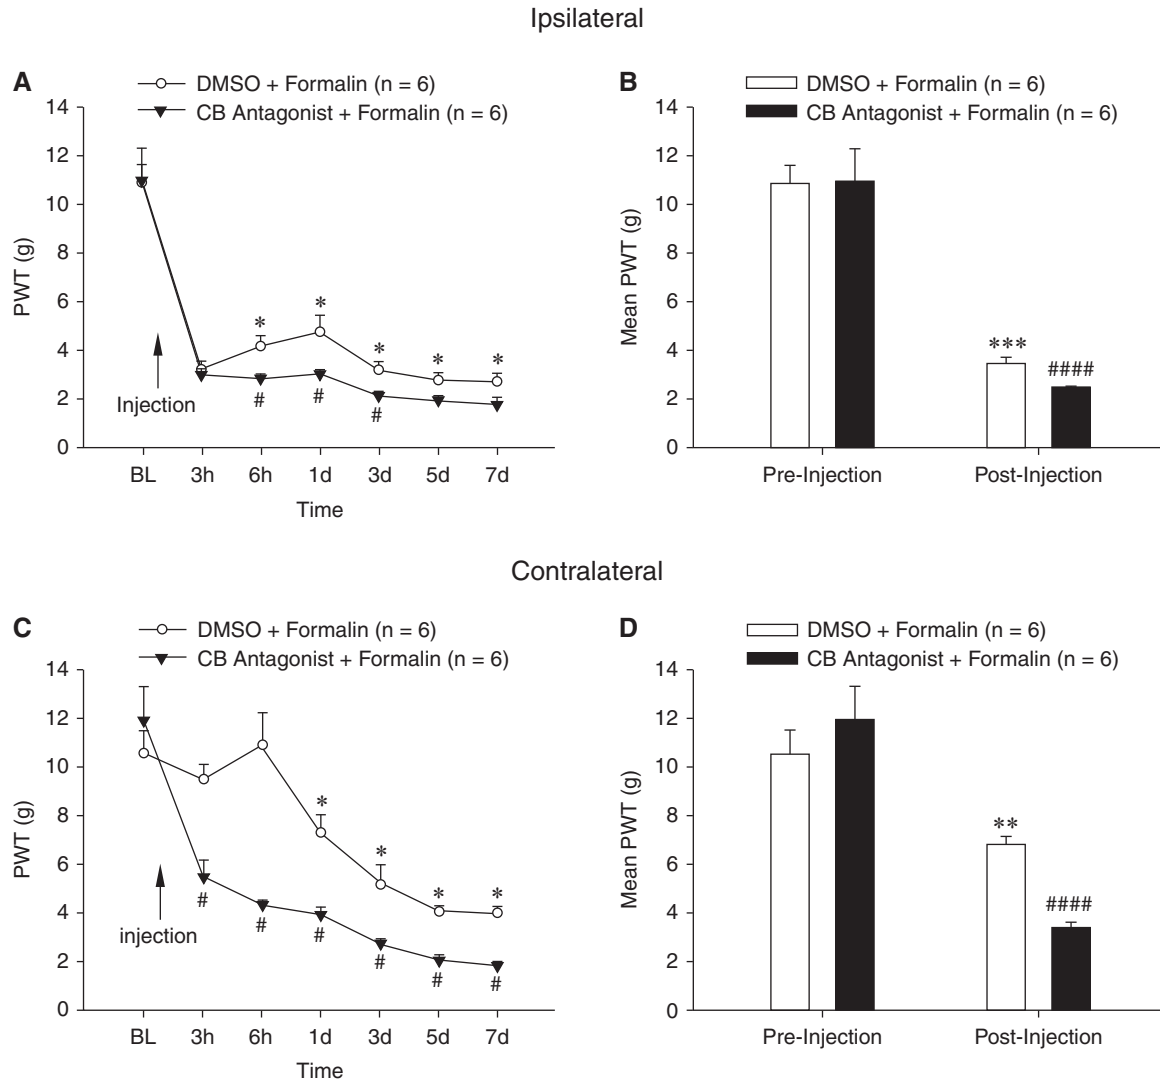 Ipsilateral
A
DMSO + Formalin (n = 6)
CB Antagonist + Formalin (n = 6)
14
12
10
8
6
4
2
0
PWT (g)
*
*
*
*
*
#
#
#
Injection
BL
3h
6h
1d
3d
5d
7d
Time
B
DMSO + Formalin (n = 6)
CB Antagonist + Formalin (n = 6)
14
12
10
8
6
4
2
0
Mean PWT (g)
***
####
Pre-Injection
Post-Injection
Contralateral
C
DMSO + Formalin (n = 6)
CB Antagonist + Formalin (n = 6)
14
12
10
8
6
4
2
0
PWT (g)
*
*
*
*
#
#
#
#
#
#
injection
BL
3h
6h
1d
3d
5d
7d
Time
D
DMSO + Formalin (n = 6)
CB Antagonist + Formalin (n = 6)
14
12
10
8
6
4
2
0
Mean PWT (g)
**
####
Pre-Injection
Post-Injection